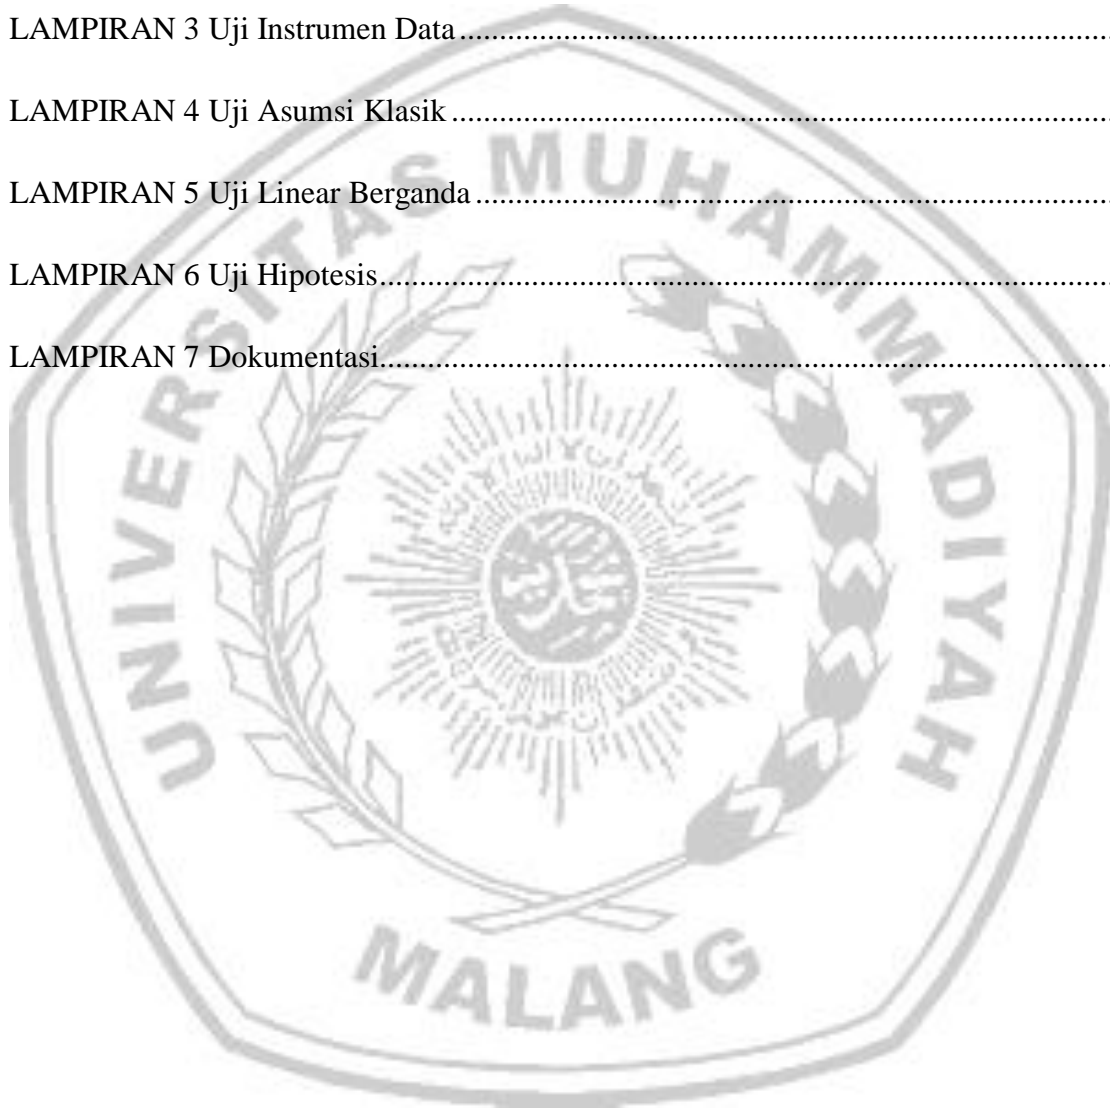 LAMPIRAN 3 Uji Instrumen Data................................................................................
LAMPIRAN 4 Uji Asumsi Klasik................................................................................
LAMPIRAN 5 Uji Linear Berganda.............................................................................
LAMPIRAN 6 Uji Hipotesis..........................................................................................
LAMPIRAN 7 Dokumentasi..........................................................................................
UNIVERSITAS MUHAMMADIYAH
MALANG